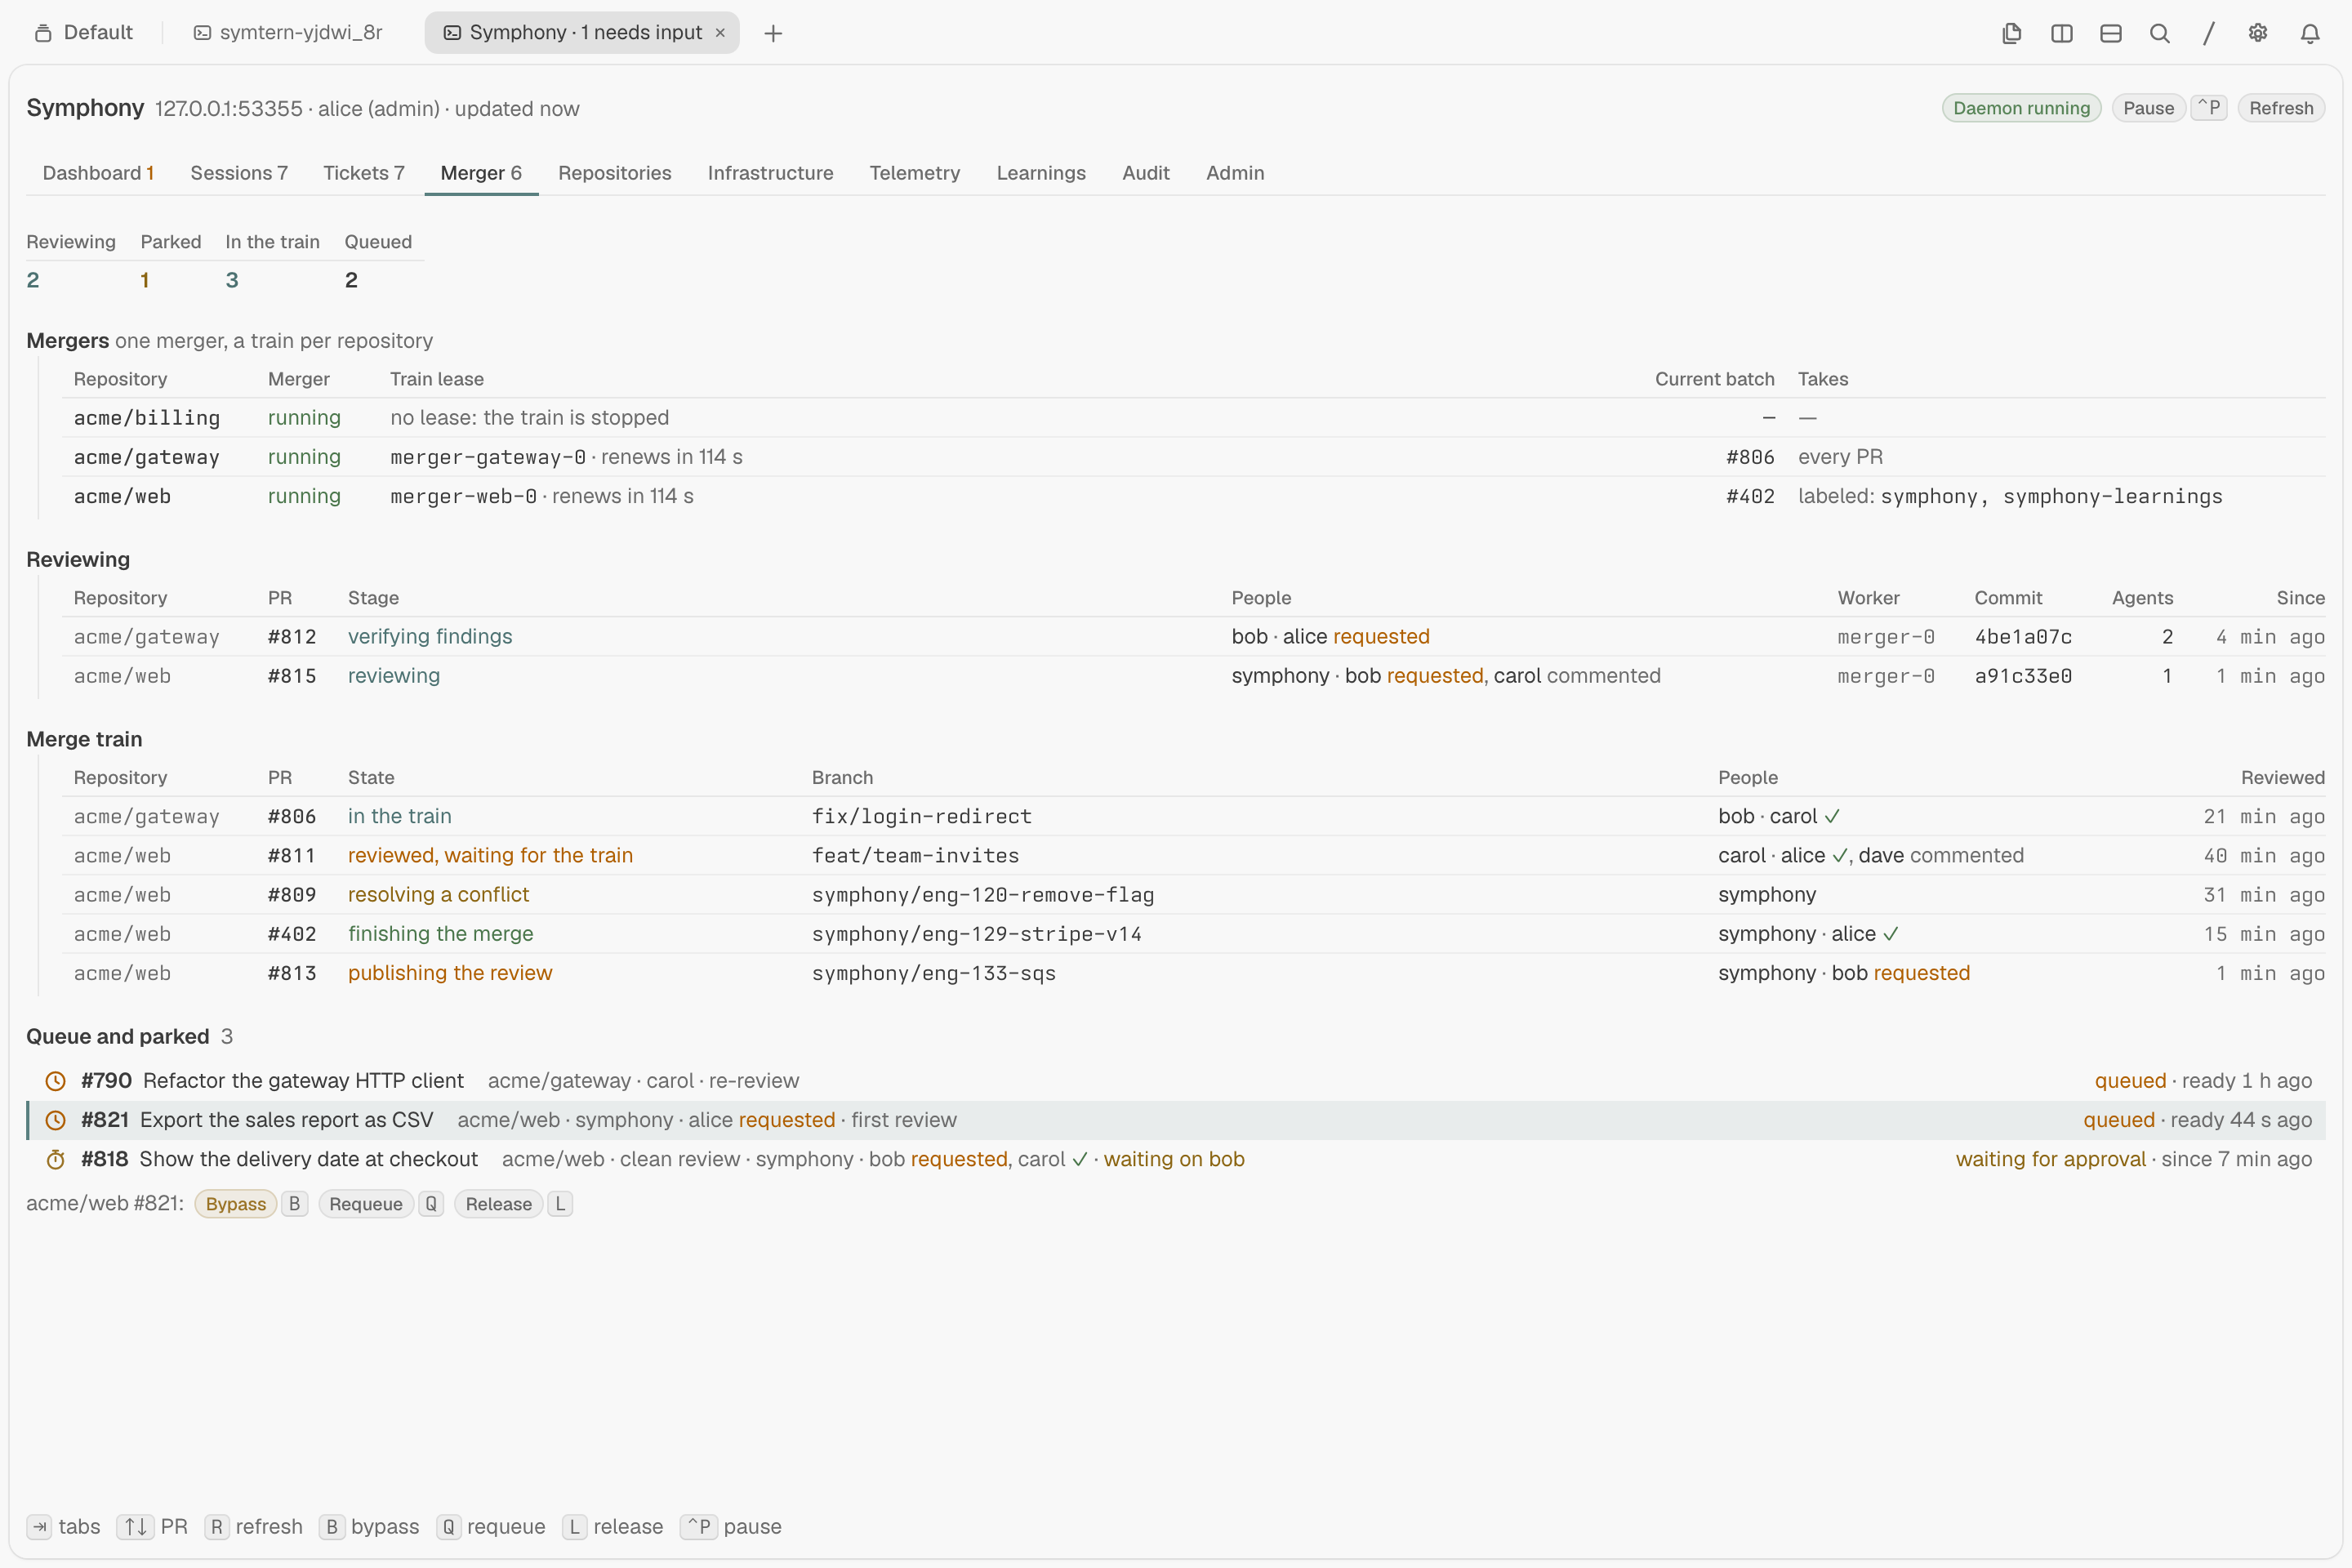 Default symtern-yjdwi_8r Symphony · 1 needs input × +
Symphony 127.0.0.1:53355 · alice (admin) · updated now Daemon running Pause ^P Refresh
Dashboard 1 Sessions 7 Tickets 7 Merger 6 Repositories Infrastructure Telemetry Learnings Audit Admin
Reviewing Parked In the train Queued
2 1 3 2
Mergers one merger, a train per repository
Repository Merger Train lease Current batch Takes
acme/billing running no lease: the train is stopped – —
acme/gateway running merger-gateway-0 · renews in 114 s #806 every PR
acme/web running merger-web-0 · renews in 114 s #402 labeled: symphony, symphony-learnings
Reviewing
Repository PR Stage People Worker Commit Agents Since
acme/gateway #812 verifying findings bob · alice requested merger-0 4be1a07c 2 4 min ago
acme/web #815 reviewing symphony · bob requested, carol commented merger-0 a91c33e0 1 1 min ago
Merge train
Repository PR State Branch People Reviewed
acme/gateway #806 in the train fix/login-redirect bob · carol ✓ 21 min ago
acme/web #811 reviewed, waiting for the train feat/team-invites carol · alice ✓, dave commented 40 min ago
acme/web #809 resolving a conflict symphony/eng-120-remove-flag symphony 31 min ago
acme/web #402 finishing the merge symphony/eng-129-stripe-v14 symphony · alice ✓ 15 min ago
acme/web #813 publishing the review symphony/eng-133-sqs symphony · bob requested 1 min ago
Queue and parked 3
#790 Refactor the gateway HTTP client acme/gateway · carol · re-review queued · ready 1 h ago
#821 Export the sales report as CSV acme/web · symphony · alice requested · first review queued · ready 44 s ago
#818 Show the delivery date at checkout acme/web · clean review · symphony · bob requested, carol ✓ · waiting on bob waiting for approval · since 7 min ago
acme/web #821: Bypass B Requeue Q Release L
⇥ tabs ↑↓ PR R refresh B bypass Q requeue L release ^P pause